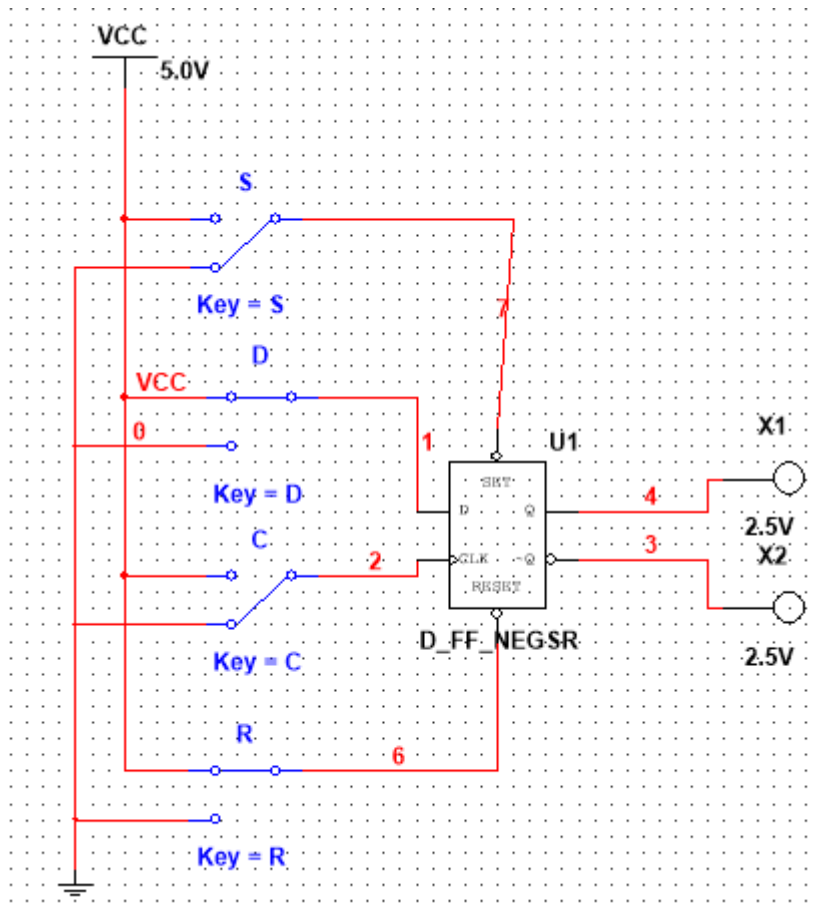 VCC
5.0V
S
7
Key = S
D
VCC
0
1
U1
X1
Key = D
SET
D
Q
4
2.5V
C
2
3
X2
CLK
~Q
RESET
D_FF_NEGSR
Key = C
2.5V
R
6
Key = R